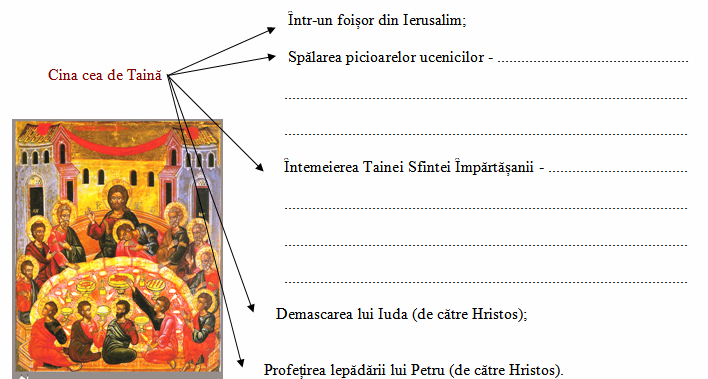 Într-un foișor din Ierusalim;
Spălarea picioarelor ucenicilor - ................................................
Cina cea de Taină
......................................................................................................
......................................................................................................
Întemeierea Tainei Sfintei Împărtășanii - ...................................
......................................................................................................
......................................................................................................
......................................................................................................
Demascarea lui Iuda (de către Hristos);
Profețirea lepădării lui Petru (de către Hristos).